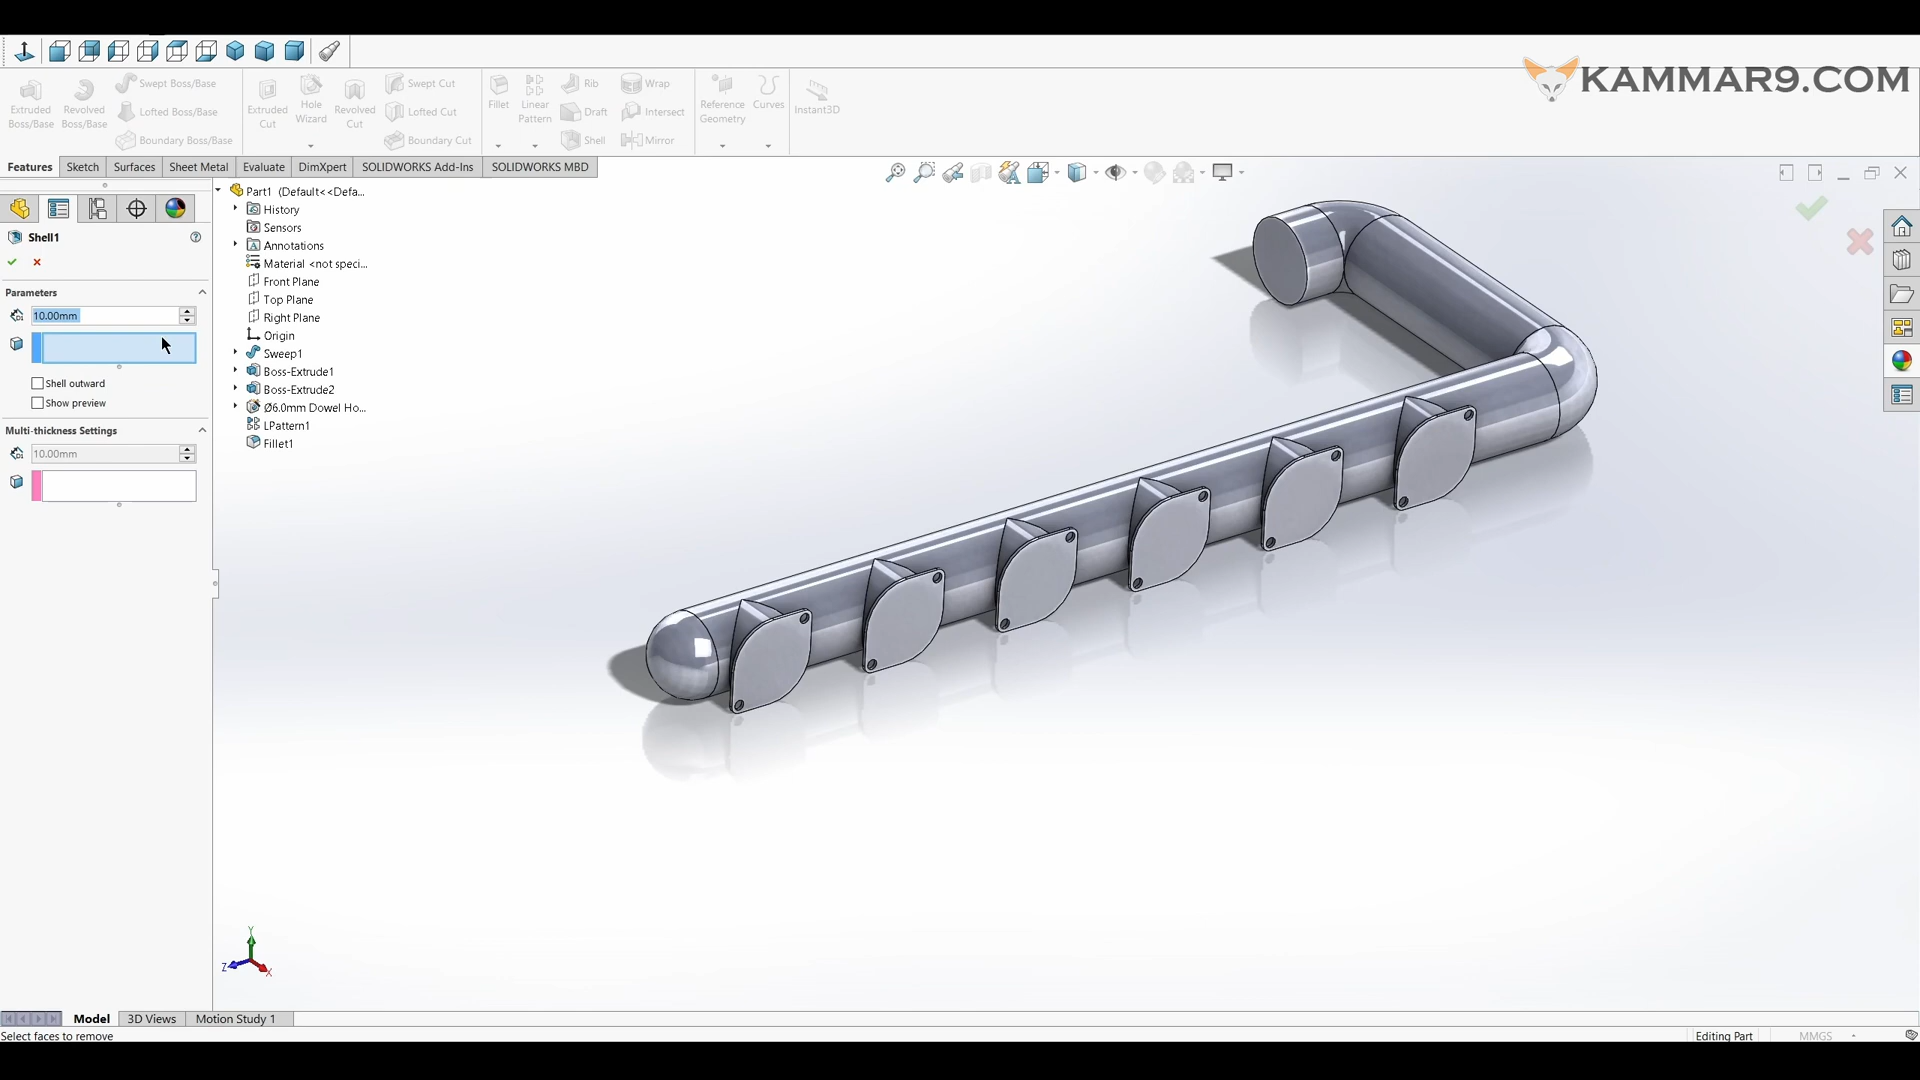 KAMMAR9.COM
Extruded Boss/Base
Revolved Boss/Base
Swept Boss/Base
Lofted Boss/Base
Boundary Boss/Base
Extruded Cut
Hole Wizard
Revolved Cut
Swept Cut
Lofted Cut
Boundary Cut
Fillet
Linear Pattern
Rib
Draft
Shell
Wrap
Intersect
Mirror
Reference Geometry
Curves
Instant3D
Features
Sketch
Surfaces
Sheet Metal
Evaluate
DimXpert
SOLIDWORKS Add-Ins
SOLIDWORKS MBD
Shell1
Parameters
10.00mm
Shell outward
Show preview
Multi-thickness Settings
10.00mm
Part1 (Default<<Defa...
History
Sensors
Annotations
Material <not speci...
Front Plane
Top Plane
Right Plane
Origin
Sweep1
Boss-Extrude1
Boss-Extrude2
Ø6.0mm Dowel Ho...
LPattern1
Fillet1
Y
Z
X
Model
3D Views
Motion Study 1
Select faces to remove
Editing Part
MMGS